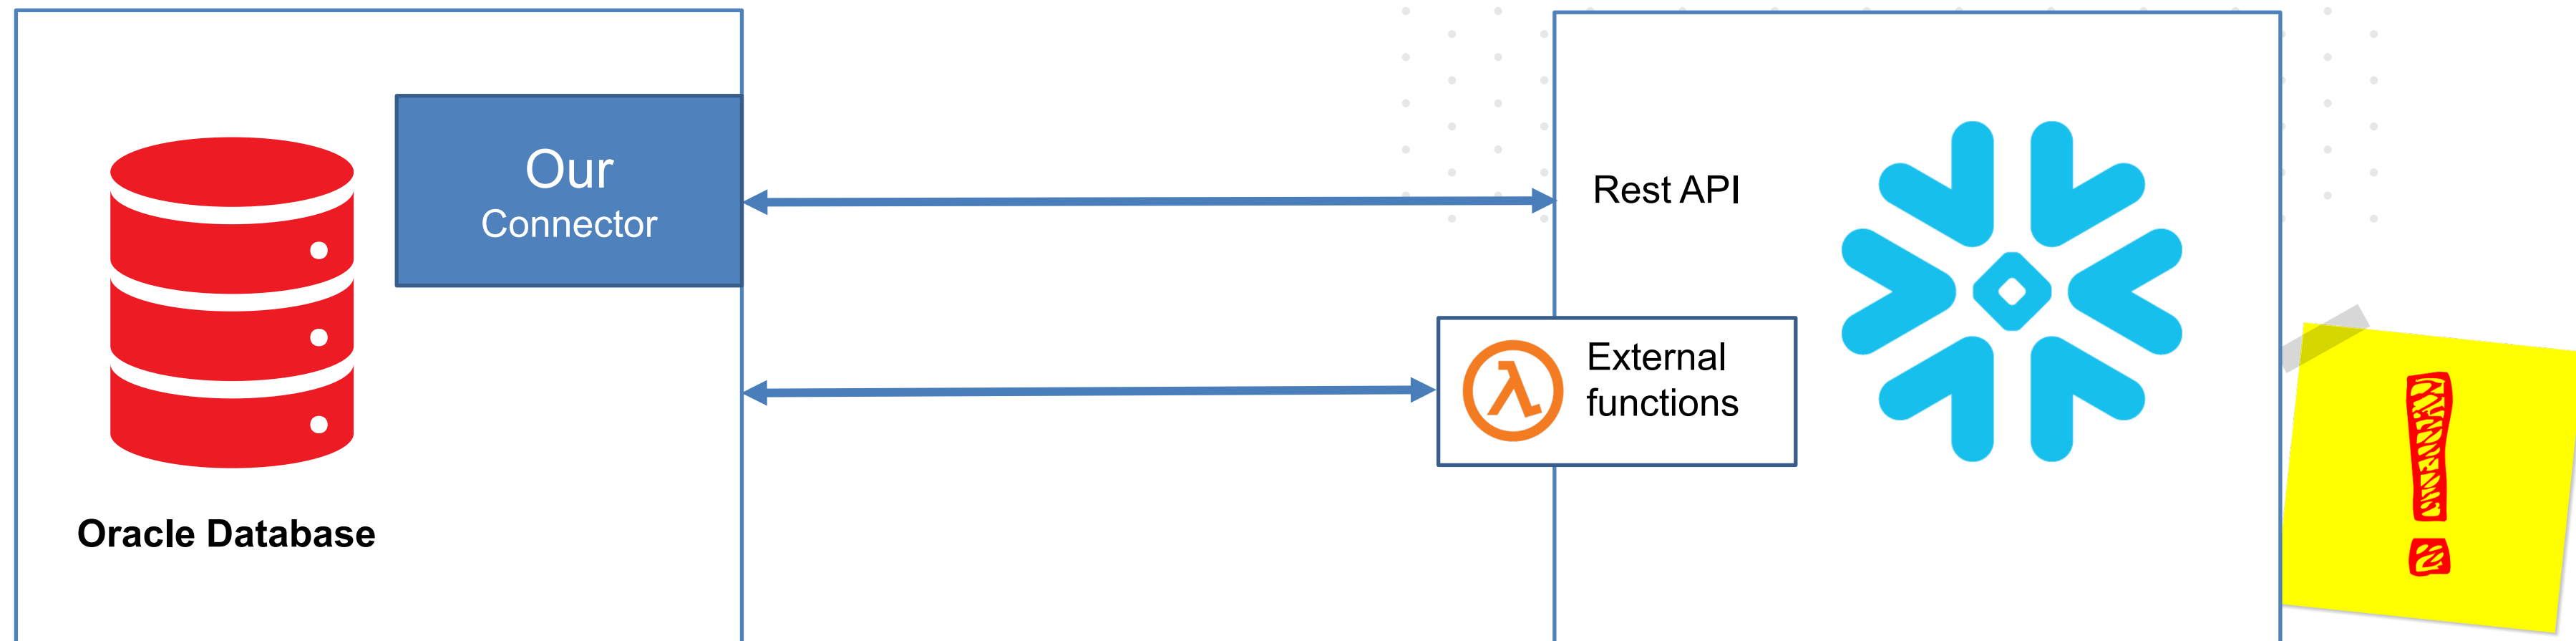 Our
Connector
Oracle Database
Rest API
External
functions
!